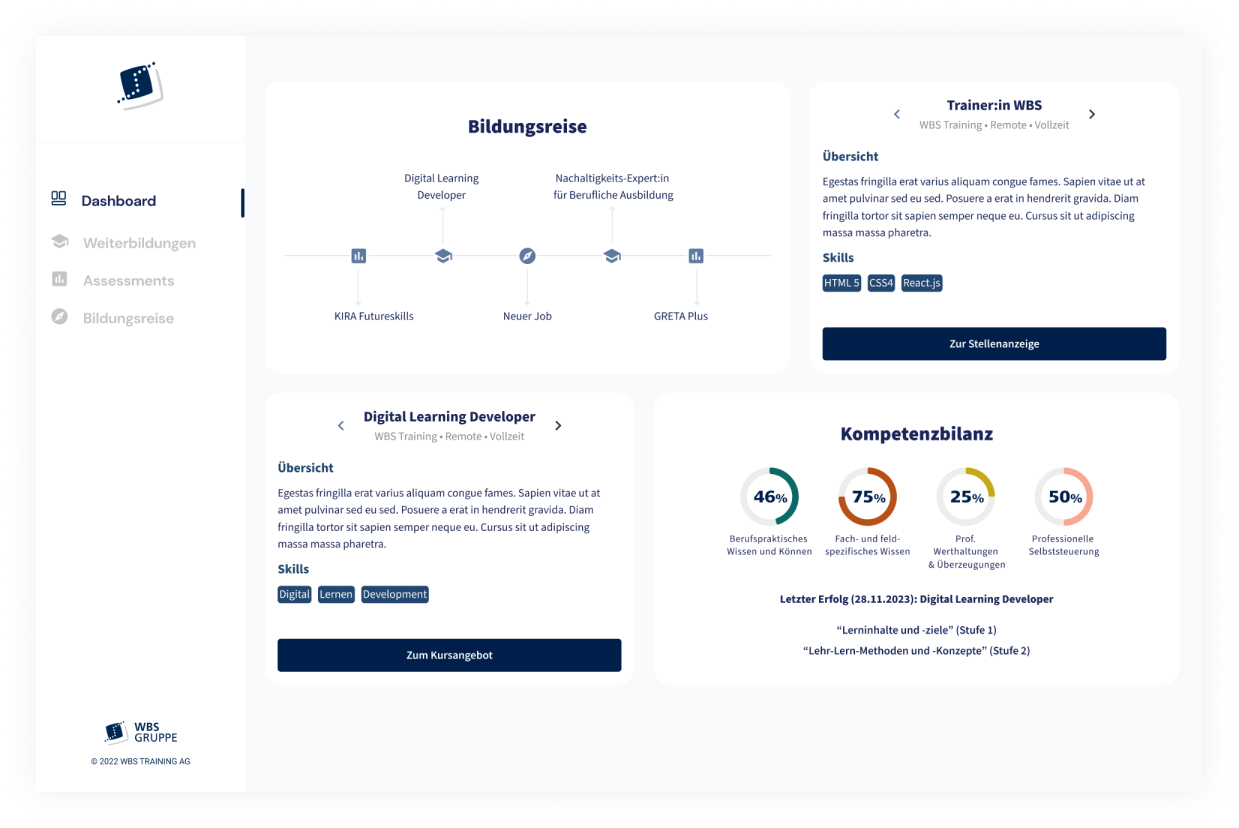 Dashboard
Weiterbildungen
Assessments
Bildungsreise
WBS
GRUPPE
© 2022 WBS TRAINING AG
Bildungsreise
Digital Learning
Developer
Nachaltigkeits-Expert:in
für Berufliche Ausbildung
KIRA Futureskills
Neuer Job
GRETA Plus
Trainer:in WBS
WBS Training • Remote • Vollzeit
Übersicht
Egestas fringilla erat varius aliquam congue fames. Sapien vitae ut at
amet pulvinar sed eu sed. Posuere a erat in hendrerit gravida. Diam
fringilla tortor sit sapien semper neque eu. Cursus sit ut adipiscing
massa massa pharetra.
Skills
HTML 5 CSS4 React.js
Zur Stellenanzeige
Digital Learning Developer
WBS Training • Remote • Vollzeit
Übersicht
Egestas fringilla erat varius aliquam congue fames. Sapien vitae ut at
amet pulvinar sed eu sed. Posuere a erat in hendrerit gravida. Diam
fringilla tortor sit sapien semper neque eu. Cursus sit ut adipiscing
massa massa pharetra.
Skills
Digital Lernen Development
Zum Kursangebot
Kompetenzbilanz
46%
Berufspraktisches
Wissen und Können
75%
Fach- und feld-
spezifisches Wissen
25%
Prof.
Werthaltungen
& Überzeugungen
50%
Professionelle
Selbststeuerung
Letzter Erfolg (28.11.2023): Digital Learning Developer
“Lerninhalte und -ziele” (Stufe 1)
“Lehr-Lern-Methoden und -Konzepte” (Stufe 2)